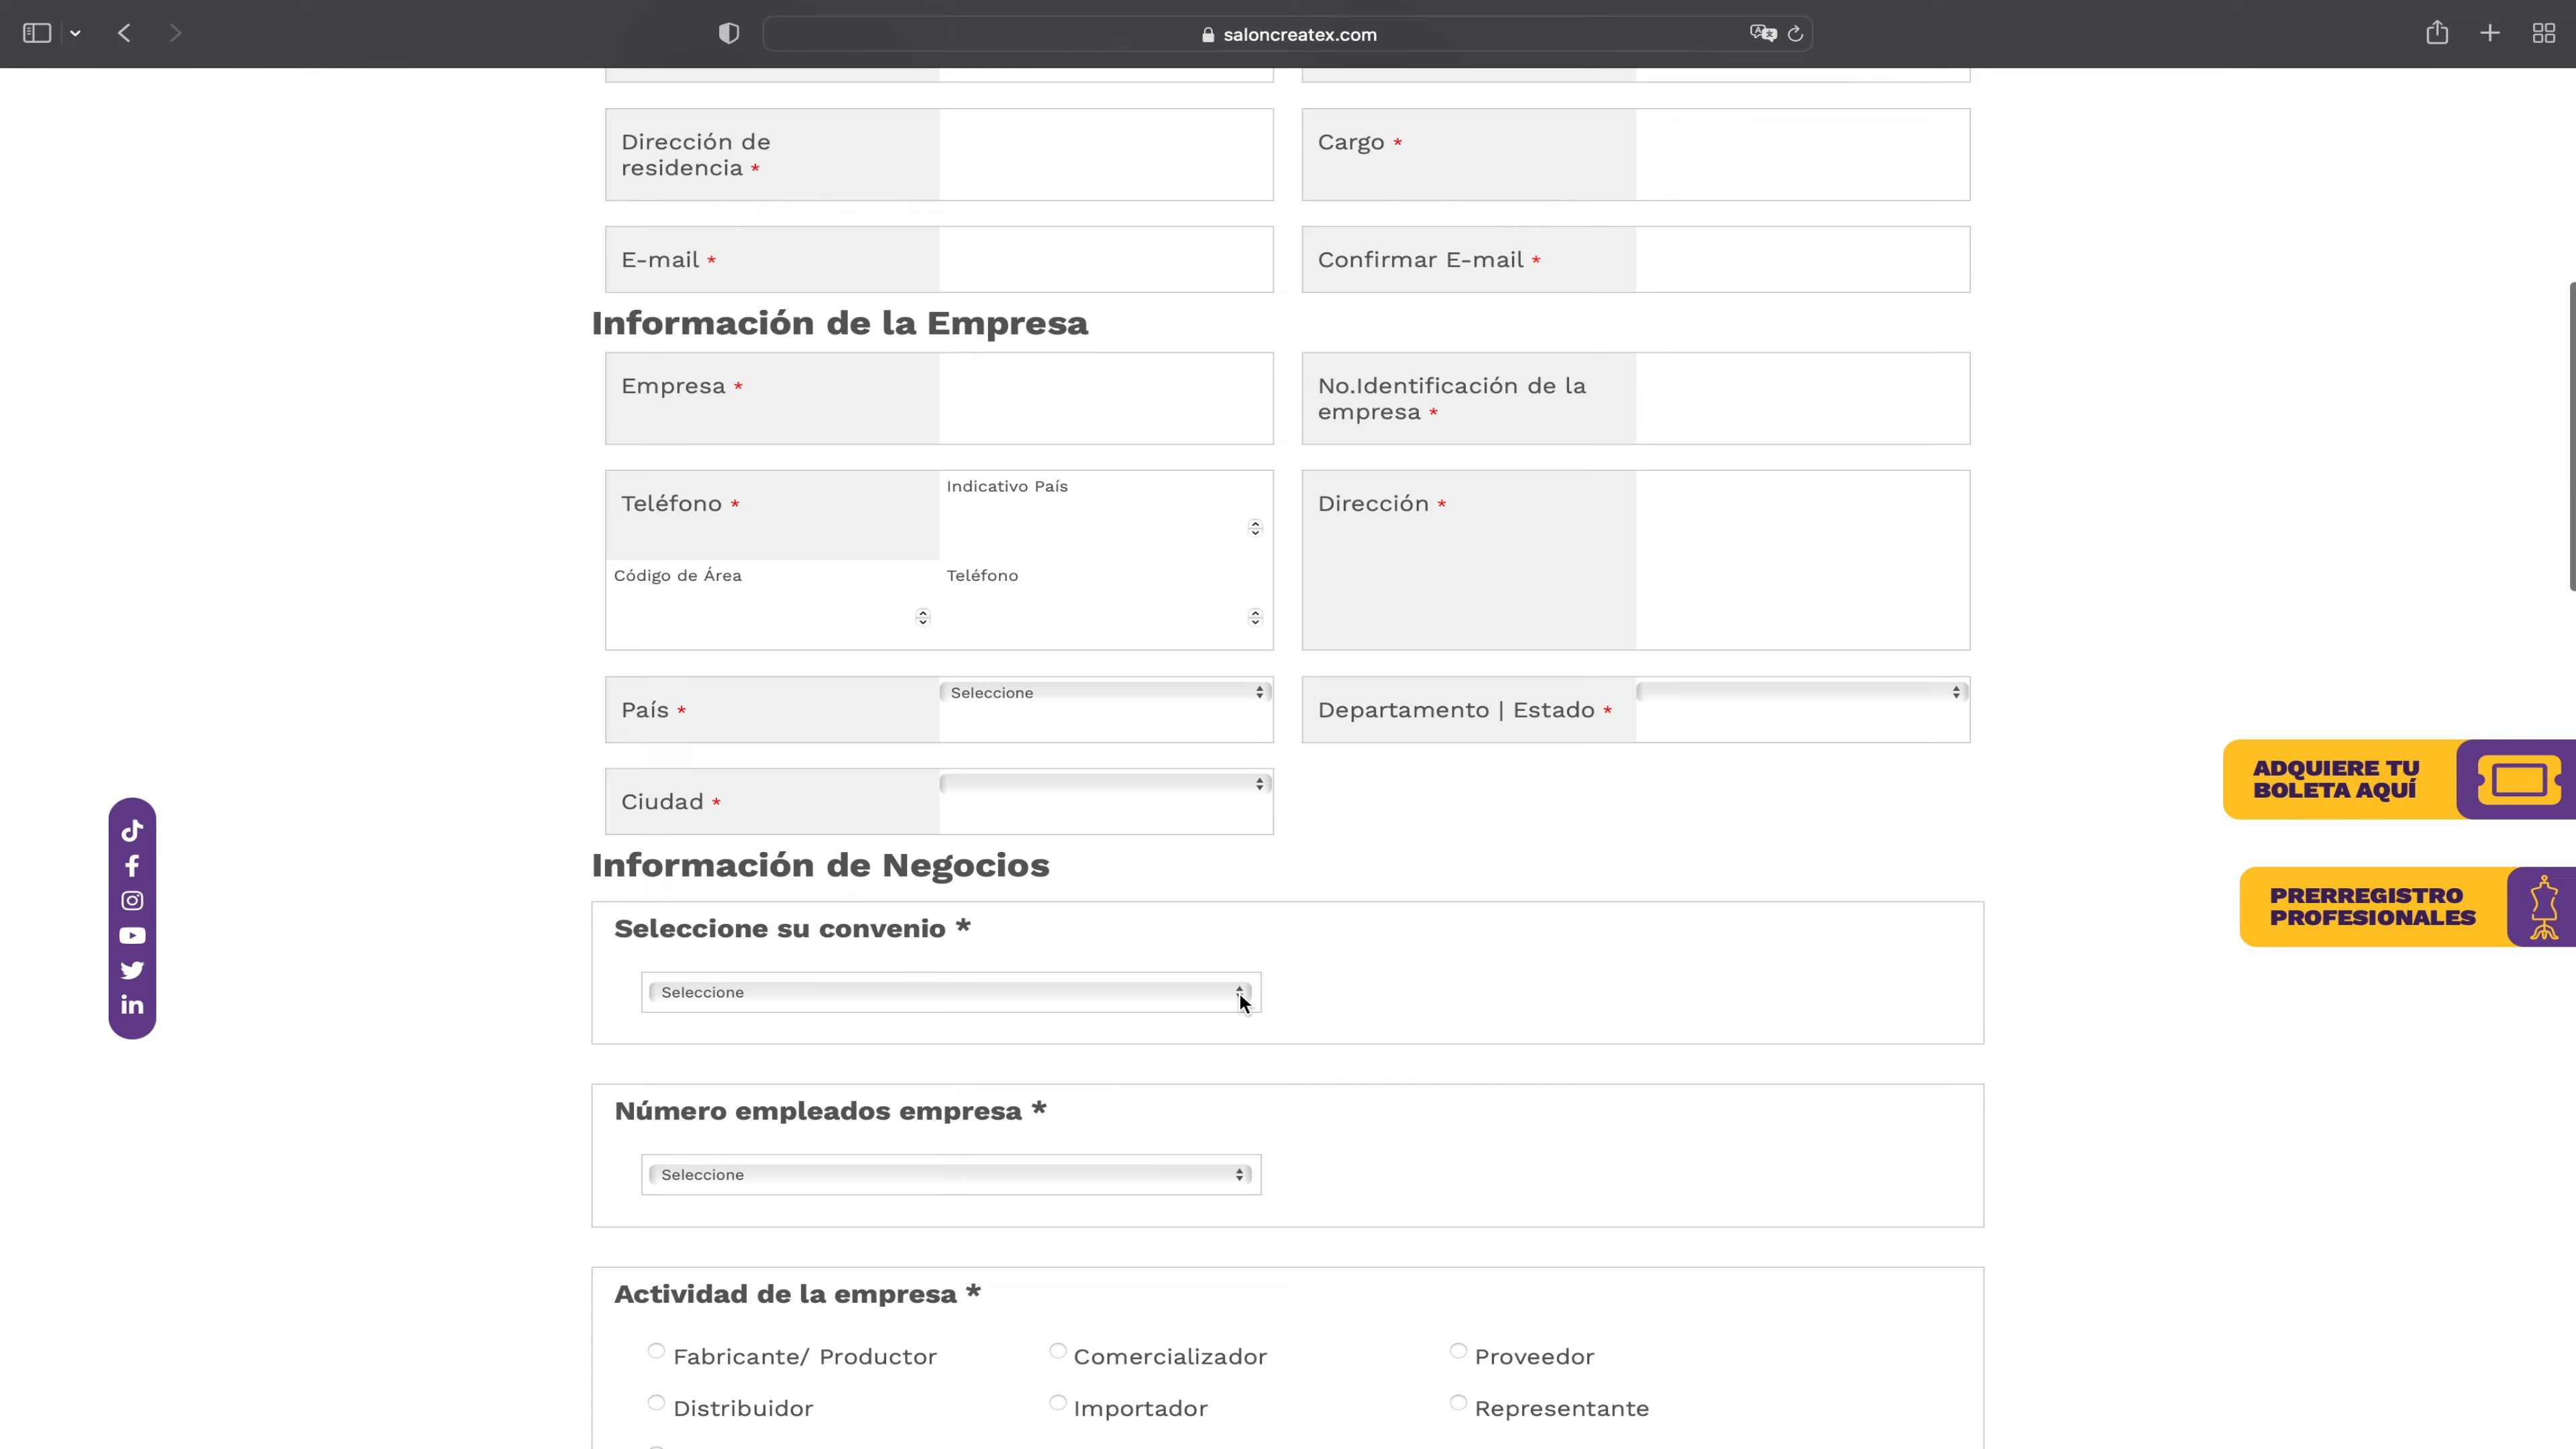 saloncreatex.com
Dirección de
residencia *
Cargo *
E-mail *
Confirmar E-mail *
Información de la Empresa
Empresa *
No.Identificación de la
empresa *
Teléfono *
Indicativo País
Código de Área
Teléfono
Dirección *
País *
Seleccione
Departamento | Estado *
Ciudad *
ADQUIERE TU
BOLETA AQUÍ
PRERREGISTRO
PROFESIONALES
Información de Negocios
Seleccione su convenio *
Seleccione
Número empleados empresa *
Seleccione
Actividad de la empresa *
Fabricante/ Productor
Comercializador
Proveedor
Distribuidor
Importador
Representante